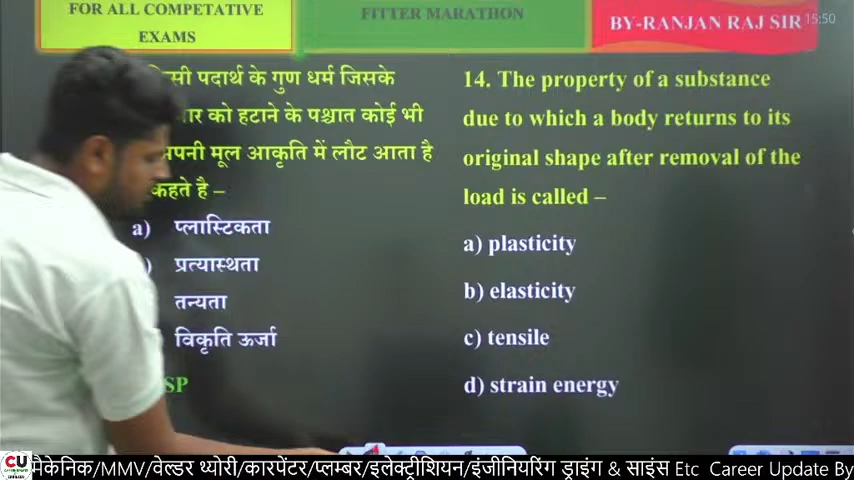 FOR ALL COMPETATIVE
EXAMS
FITTER MARATHON
BY-RANJAN RAJ SIR
15:50
पदार्थ के गुण धर्म जिसके
को हटाने के पश्चात कोई भी
अपनी मूल आकृति में लौट आता है
कहते है –
a) प्लास्टिकता
) प्रत्यास्थता
तन्यता
विकृति ऊर्जा
SP
14. The property of a substance
due to which a body returns to its
original shape after removal of the
load is called –
a) plasticity
b) elasticity
c) tensile
d) strain energy
CU
मैकेनिक/MMV/वेल्डर थ्योरी/कारपेंटर/प्लम्बर/इलेक्ट्रीशियन/इंजीनियरिंग ड्राइंग & साइंस Etc Career Update By